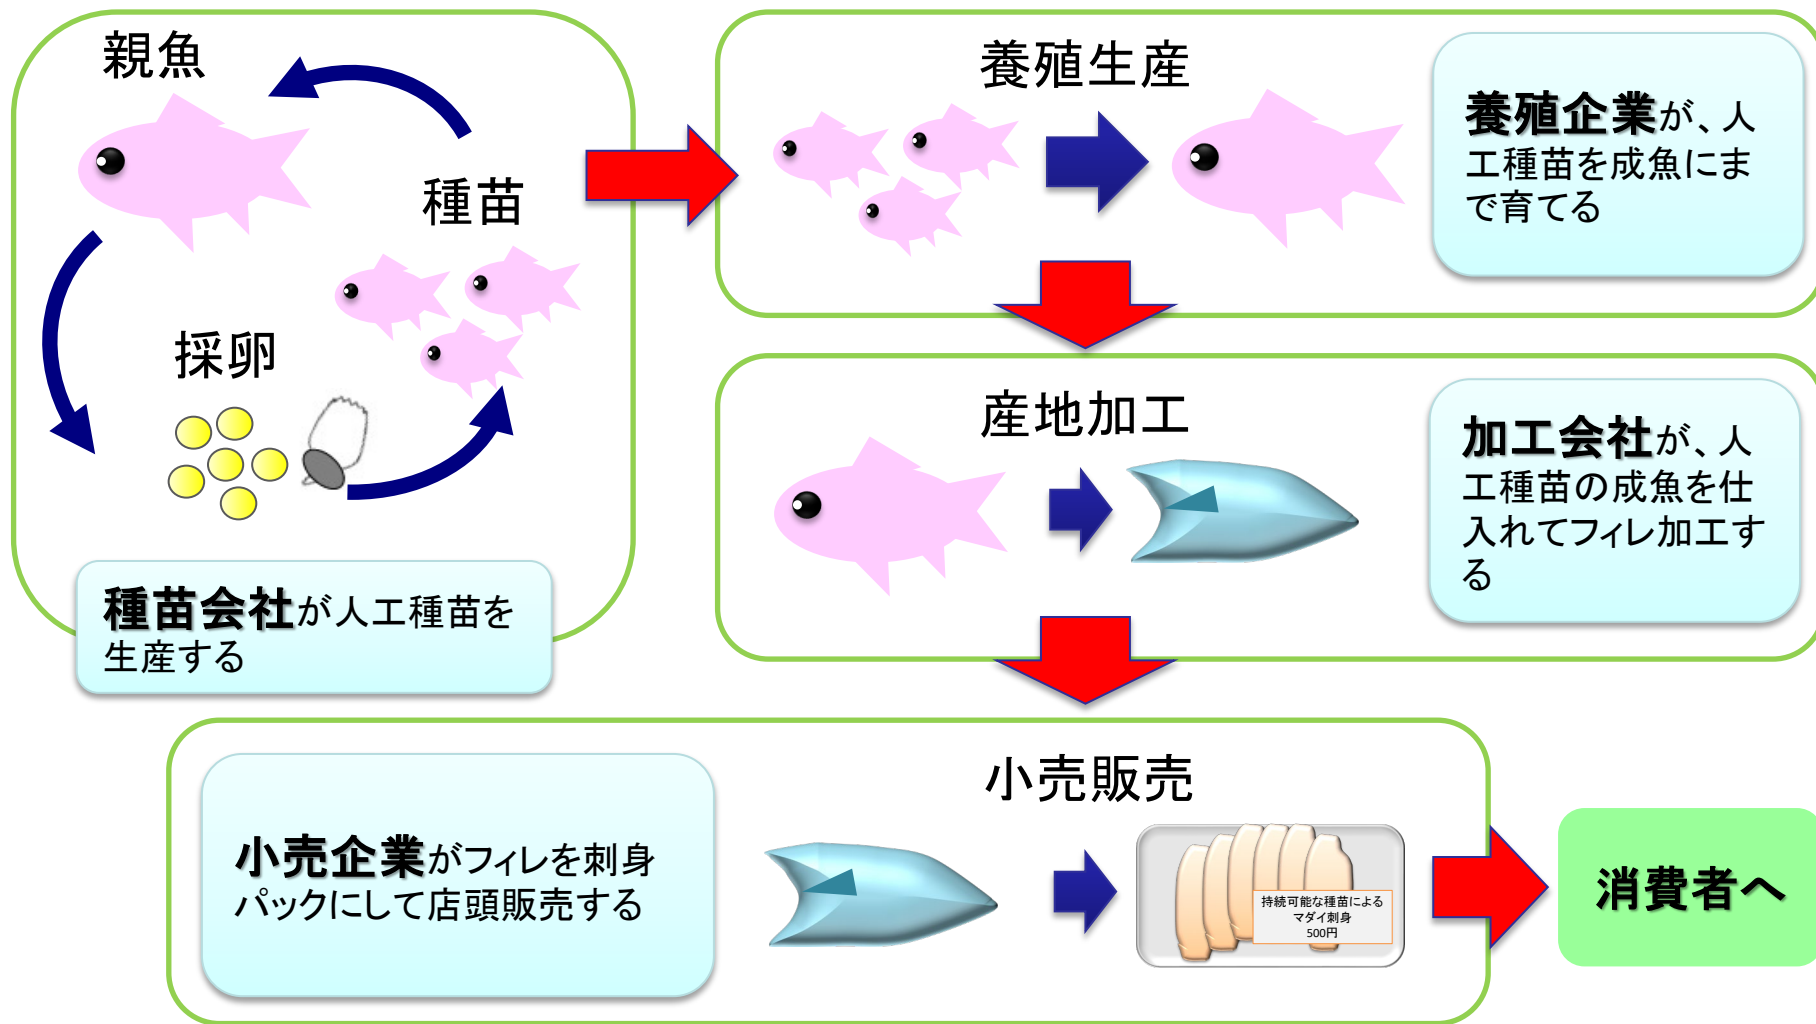 親魚
種苗
採卵
種苗会社が人工種苗を
生産する
養殖生産
養殖企業が、人
工種苗を成魚にま
で育てる
産地加工
加工会社が、人
工種苗の成魚を仕
入れてフィレ加工す
る
小売販売
小売企業がフィレを刺身
パックにして店頭販売する
持続可能な種苗による
マダイ刺身
500円
消費者へ